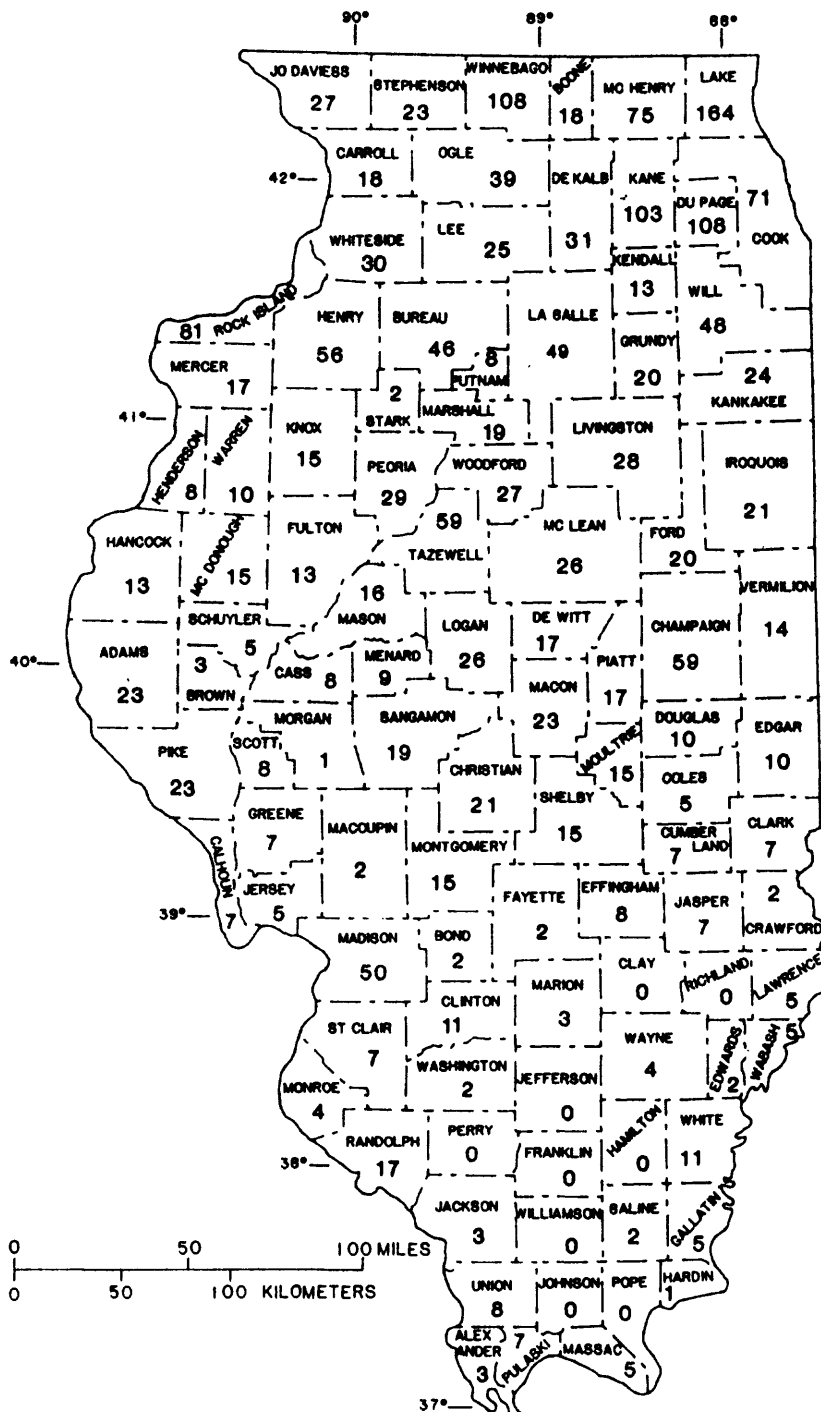 90°
89°
88°
JO DAVIESS
27
STEPHENSON
23
WINNEBAGO
108
BOONE
18
MC HENRY
75
LAKE
164
42°
CARROLL
18
OGLE
39
DE KALB
31
KANE
103
DU PAGE
108
71
COOK
WHITESIDE
30
LEE
25
KENDALL
13
WILL
48
81
ROCK ISLAND
HENRY
56
BUREAU
46
8
PUTNAM
LA SALLE
49
GRUNDY
20
24
KANKAKEE
MERCER
17
2
STARK
MARSHALL
19
41°
HENDERSON
8
WARREN
10
KNOX
15
PEORIA
29
WOODFORD
27
LIVINGSTON
28
IROQUOIS
21
HANCOCK
13
MC DONOUGH
15
FULTON
13
59
TAZEWELL
MC LEAN
26
FORD
20
VERMILION
14
SCHUYLER
5
16
MASON
LOGAN
26
DE WITT
17
PIATT
17
CHAMPAIGN
59
40°
ADAMS
23
3
BROWN
CASS
8
MENARD
9
MACON
23
PIKE
23
SCOTT
8
MORGAN
1
SANGAMON
19
CHRISTIAN
21
MOULTRIE
15
DOUGLAS
10
EDGAR
10
COLES
5
GREENE
7
MACOUPIN
2
MONTGOMERY
15
SHELBY
15
CUMBER
LAND
7
CLARK
7
39°
CALHOUN
7
JERSEY
5
FAYETTE
2
EFFINGHAM
8
JASPER
7
2
CRAWFORD
MADISON
50
BOND
2
CLAY
0
RICHLAND
0
LAWRENCE
5
CLINTON
11
MARION
3
ST CLAIR
7
WAYNE
4
EDWARDS
2
WABASH
5
MONROE
4
WASHINGTON
2
JEFFERSON
0
38°
RANDOLPH
17
PERRY
0
FRANKLIN
0
HAMILTON
0
WHITE
11
JACKSON
3
WILLIAMSON
0
SALINE
2
GALLATIN
5
0 50 100 MILES
0 50 100 KILOMETERS
UNION
8
JOHNSON
0
POPE
0
HARDIN
1
ALEX
ANDER
3
7
PULASKI
MASSAC
5
37°